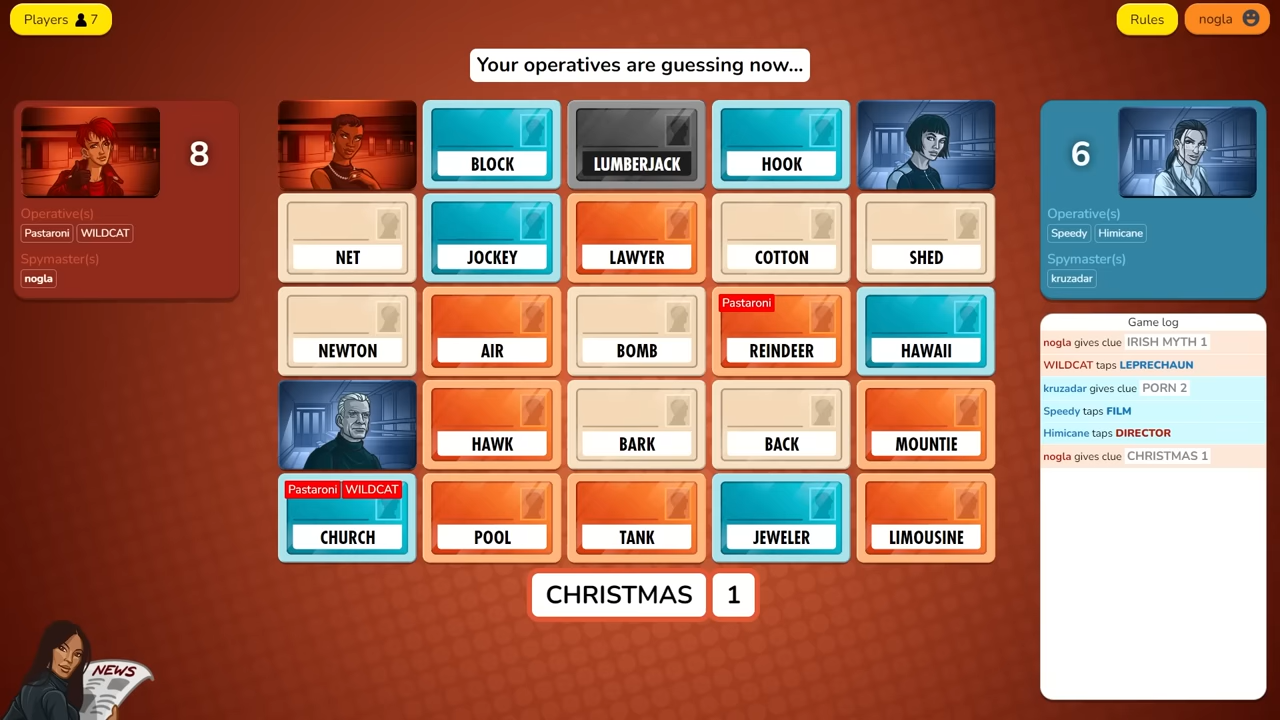 Players 7
Rules
nogla
Your operatives are guessing now...
8
Operative(s)
Pastaroni WILDCAT
Spymaster(s)
nogla
BLOCK
LUMBERJACK
HOOK
NET
JOCKEY
LAWYER
COTTON
SHED
NEWTON
AIR
BOMB
Pastaroni
REINDEER
HAWAII
HAWK
BARK
BACK
MOUNTIE
Pastaroni WILDCAT
CHURCH
POOL
TANK
JEWELER
LIMOUSINE
CHRISTMAS 1
6
Operative(s)
Speedy Himicane
Spymaster(s)
kruzadar
Game log
nogla gives clue IRISH MYTH 1
WILDCAT taps LEPRECHAUN
kruzadar gives clue PORN 2
Speedy taps FILM
Himicane taps DIRECTOR
nogla gives clue CHRISTMAS 1
NEWS